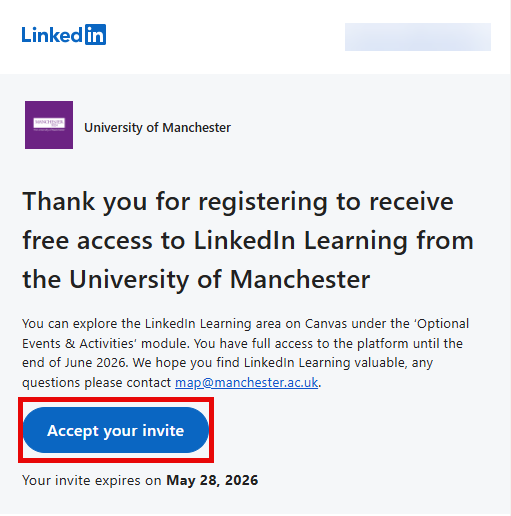 LinkedIn
MANCHESTER
University of Manchester
Thank you for registering to receive
free access to LinkedIn Learning from
the University of Manchester
You can explore the LinkedIn Learning area on Canvas under the ‘Optional
Events & Activities’ module. You have full access to the platform until the
end of June 2026. We hope you find LinkedIn Learning valuable, any
questions please contact map@manchester.ac.uk.
Accept your invite
Your invite expires on May 28, 2026